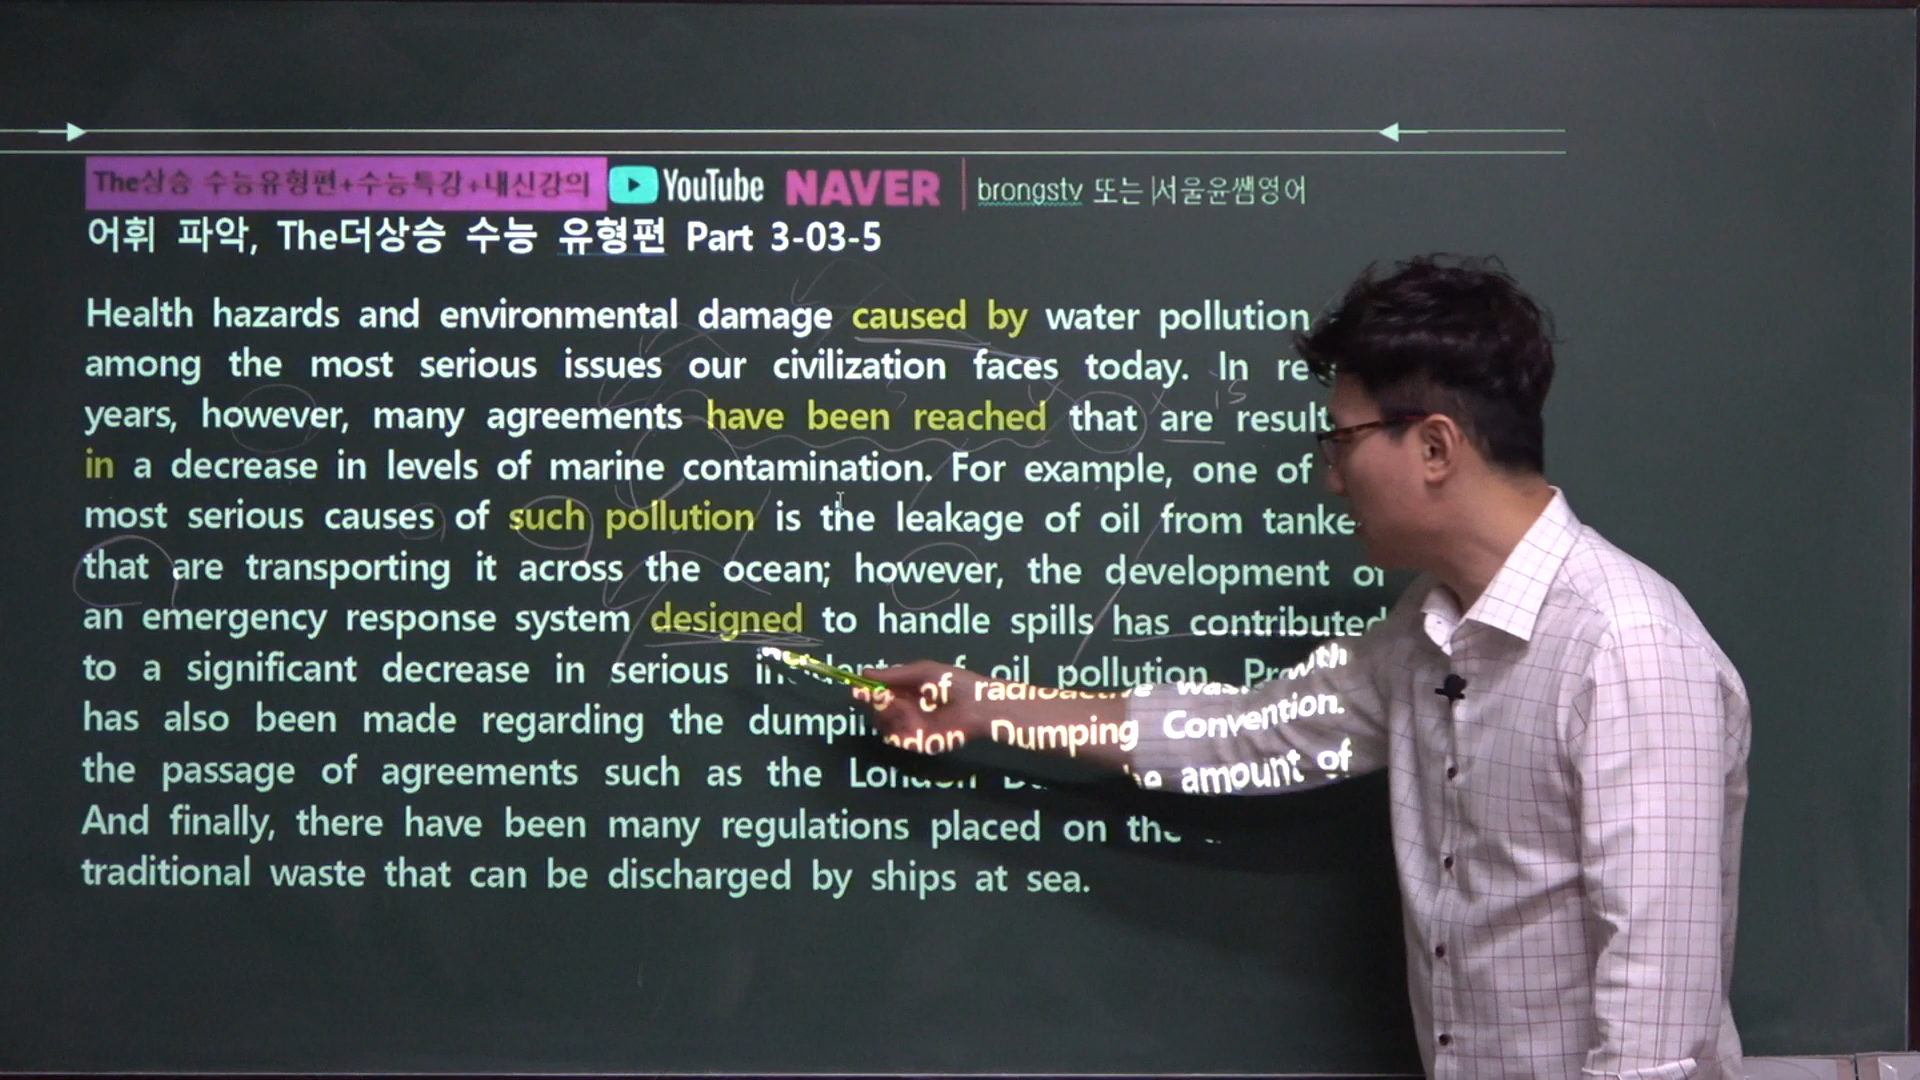 The상승 수능유형편+수능특강+내신강의 YouTube NAVER brongstv 또는 서울윤쌤영어
어휘 파악, The더상승 수능 유형편 Part 3-03-5
Health hazards and environmental damage caused by water pollution
among the most serious issues our civilization faces today. In re
years, however, many agreements have been reached that are result
is
in a decrease in levels of marine contamination. For example, one of
most serious causes of such pollution is the leakage of oil from tanke
that are transporting it across the ocean; however, the development of
an emergency response system designed to handle spills has contributed
to a significant decrease in serious oil pollution.
has also been made regarding the dumping of radioactive
the passage of agreements such as the London Dumping Convention.
And finally, there have been many regulations placed on the amount of
traditional waste that can be discharged by ships at sea.